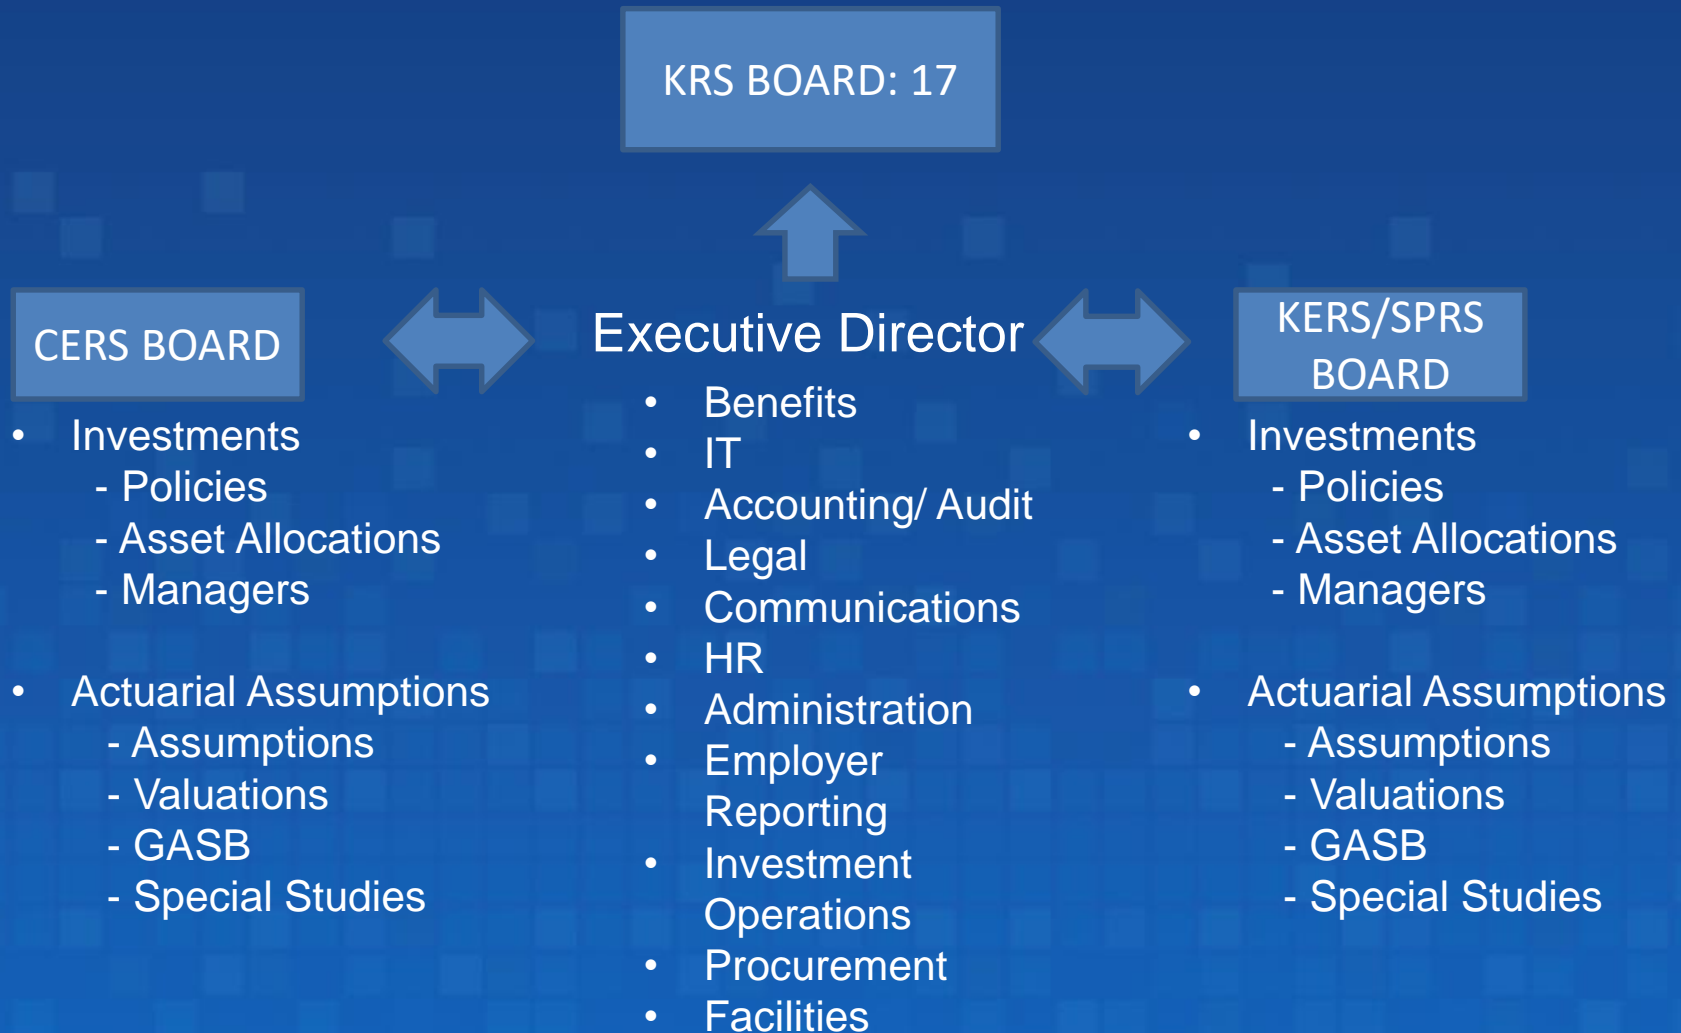 KRS BOARD: 17
CERS BOARD
• Investments
- Policies
- Asset Allocations
- Managers
• Actuarial Assumptions
- Assumptions
- Valuations
- GASB
- Special Studies
Executive Director
• Benefits
• IT
• Accounting/ Audit
• Legal
• Communications
• HR
• Administration
• Employer
Reporting
• Investment
Operations
• Procurement
• Facilities
KERS/SPRS
BOARD
• Investments
- Policies
- Asset Allocations
- Managers
• Actuarial Assumptions
- Assumptions
- Valuations
- GASB
- Special Studies